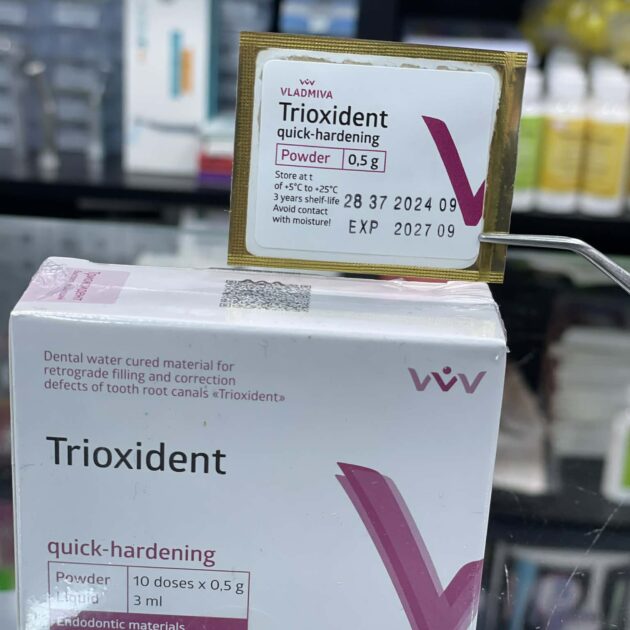 VLADMIVA
Trioxident
quick-hardening
Powder 0,5 g
Store at t
of +5°C to +25°C
3 years shelf-life
Avoid contact
with moisture!
28 37 2024 09
EXP 2027 09
Dental water cured material for
retrograde filling and correction
defects of tooth root canals «Trioxident»
Trioxident
quick-hardening
Powder 10 doses x 0,5 g
Liquid 3 ml
Endodontic materials